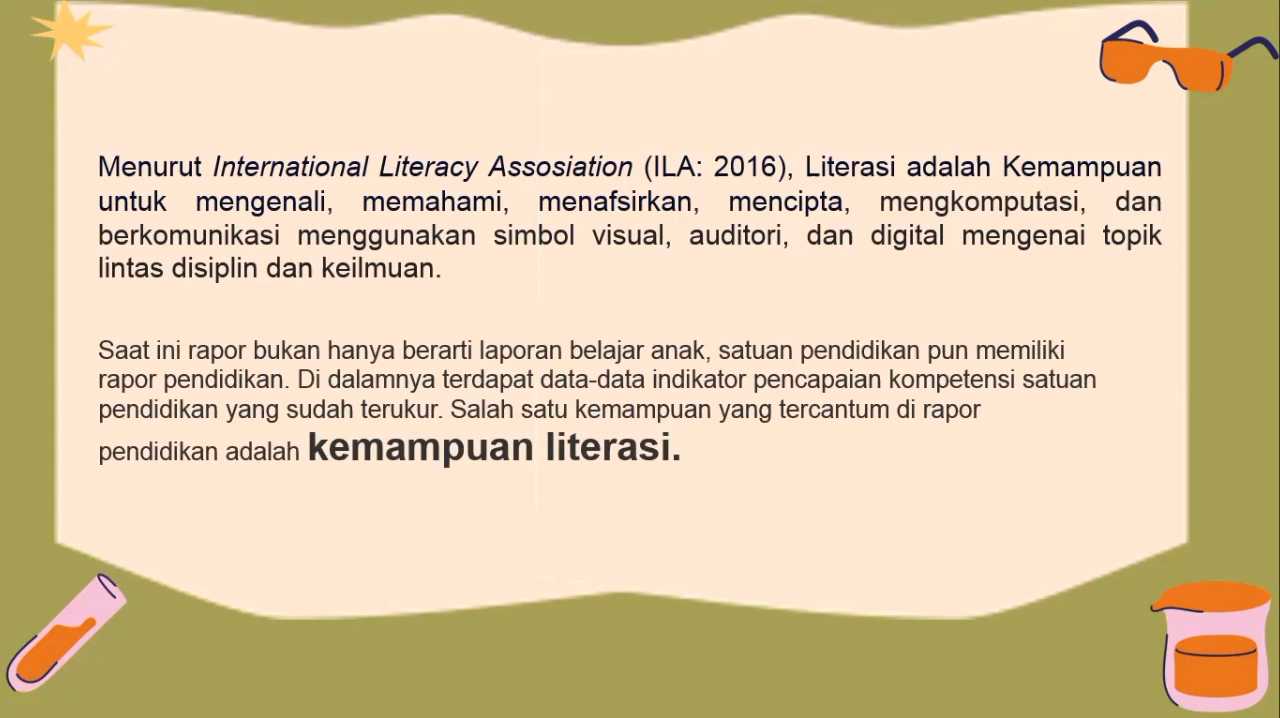 Menurut International Literacy Assosiation (ILA: 2016), Literasi adalah Kemampuan
untuk mengenali, memahami, menafsirkan, mencipta, mengkomputasi, dan
berkomunikasi menggunakan simbol visual, auditori, dan digital mengenai topik
lintas disiplin dan keilmuan.
Saat ini rapor bukan hanya berarti laporan belajar anak, satuan pendidikan pun memiliki
rapor pendidikan. Di dalamnya terdapat data-data indikator pencapaian kompetensi satuan
pendidikan yang sudah terukur. Salah satu kemampuan yang tercantum di rapor
pendidikan adalah kemampuan literasi.